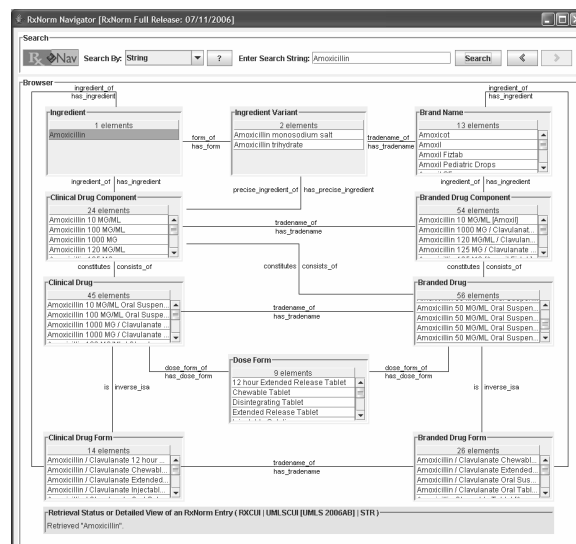 RxNorm Navigator [RxNorm Full Release: 07/11/2006]
Search
RxNav Search By: String ? Enter Search String: Amoxicillin Search
Browser
ingredient_of
has_ingredient
ingredient_of
has_ingredient
Ingredient
1 elements
Amoxicillin
form_of
has_form
Ingredient Variant
2 elements
Amoxicillin monosodium salt
Amoxicillin trihydrate
tradename_of
has_tradename
Brand Name
13 elements
Amoxicot
Amoxil
Amoxil Fiztab
Amoxil Pediatric Drops
ingredient_of has_ingredient
precise_ingredient_of has_precise_ingredient
ingredient_of has_ingredient
Clinical Drug Component
24 elements
Amoxicillin 10 MG/ML
Amoxicillin 100 MG/ML
Amoxicillin 1000 MG
Amoxicillin 120 MG/ML
tradename_of
has_tradename
Branded Drug Component
54 elements
Amoxicillin 10 MG/ML [Amoxil]
Amoxicillin 1000 MG / Clavulanat...
Amoxicillin 120 MG/ML / Clavulan...
Amoxicillin 125 MG / Clavulanate ...
constitutes consists_of
constitutes consists_of
constitutes consists_of
Clinical Drug
45 elements
Amoxicillin 10 MG/ML Oral Suspen...
Amoxicillin 100 MG/ML Oral Suspen...
Amoxicillin 1000 MG / Clavulanate ...
Amoxicillin 1000 MG / Clavulanate ...
tradename_of
has_tradename
Branded Drug
56 elements
Amoxicillin 50 MG/ML Oral Suspen...
Amoxicillin 50 MG/ML Oral Suspen...
Amoxicillin 50 MG/ML Oral Suspen...
Amoxicillin 50 MG/ML Oral Suspen...
dose_form_of
has_dose_form
Dose Form
9 elements
12 hour Extended Release Tablet
Chewable Tablet
Disintegrating Tablet
Extended Release Tablet
dose_form_of
has_dose_form
is inverse_isa
is inverse_isa
Clinical Drug Form
14 elements
Amoxicillin / Clavulanate 12 hour ...
Amoxicillin / Clavulanate Chewabl...
Amoxicillin / Clavulanate Extended...
Amoxicillin / Clavulanate Injectabl...
tradename_of
has_tradename
Branded Drug Form
26 elements
Amoxicillin / Clavulanate Chewabl...
Amoxicillin / Clavulanate Extended...
Amoxicillin / Clavulanate Oral Sus...
Amoxicillin / Clavulanate Oral Tabl...
Retrieval Status or Detailed View of an RxNorm Entry ( RXCUI | UMLSCUI [UMLS 2006AB] | STR )
Retrieved "Amoxicillin".